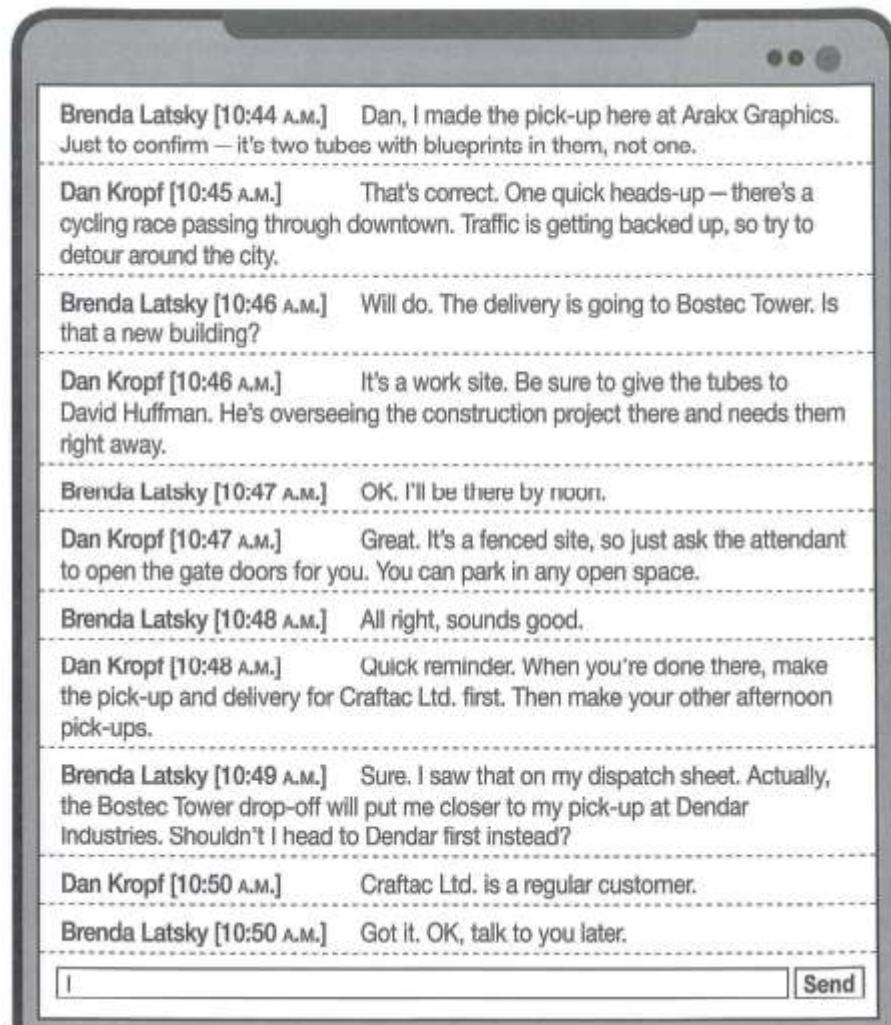 Brenda Latsky [10:44 A.M.] Dan, I made the pick-up here at Arakx Graphics.
Just to confirm — it's two tubes with blueprints in them, not one.
Dan Kropf [10:45 A.M.] That's correct. One quick heads-up — there's a
cycling race passing through downtown. Traffic is getting backed up, so try to
detour around the city.
Brenda Latsky [10:46 A.M.] Will do. The delivery is going to Bostec Tower. Is
that a new building?
Dan Kropf [10:46 A.M.] It's a work site. Be sure to give the tubes to
David Huffman. He's overseeing the construction project there and needs them
right away.
Brenda Latsky [10:47 A.M.] OK. I'll be there by noon.
Dan Kropf [10:47 A.M.] Great. It's a fenced site, so just ask the attendant
to open the gate doors for you. You can park in any open space.
Brenda Latsky [10:48 A.M.] All right, sounds good.
Dan Kropf [10:48 A.M.] Quick reminder. When you're done there, make
the pick-up and delivery for Craftac Ltd. first. Then make your other afternoon
pick-ups.
Brenda Latsky [10:49 A.M.] Sure. I saw that on my dispatch sheet. Actually,
the Bostec Tower drop-off will put me closer to my pick-up at Dendar
Industries. Shouldn't I head to Dendar first instead?
Dan Kropf [10:50 A.M.] Craftac Ltd. is a regular customer.
Brenda Latsky [10:50 A.M.] Got it. OK, talk to you later.
Send